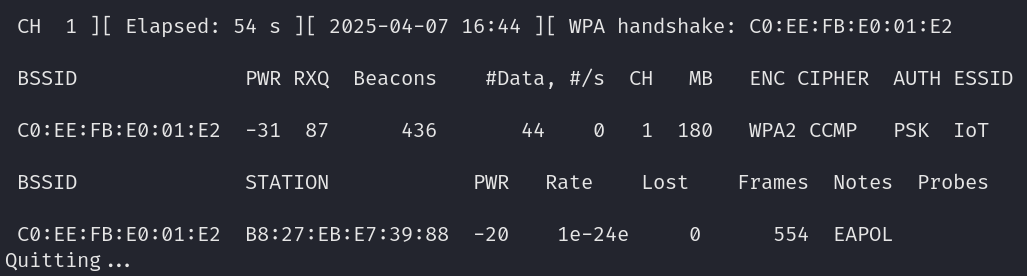 CH  1 ][ Elapsed: 54 s ][ 2025-04-07 16:44 ][ WPA handshake: C0:EE:FB:E0:01:E2
BSSID              PWR RXQ  Beacons    #Data, #/s  CH   MB   ENC CIPHER  AUTH ESSID
C0:EE:FB:E0:01:E2  -31  87      436       44    0   1  180   WPA2 CCMP   PSK  IoT
BSSID              STATION            PWR   Rate    Lost    Frames  Notes  Probes
C0:EE:FB:E0:01:E2  B8:27:EB:E7:39:88  -20    1e-24e     0      554  EAPOL
Quitting...